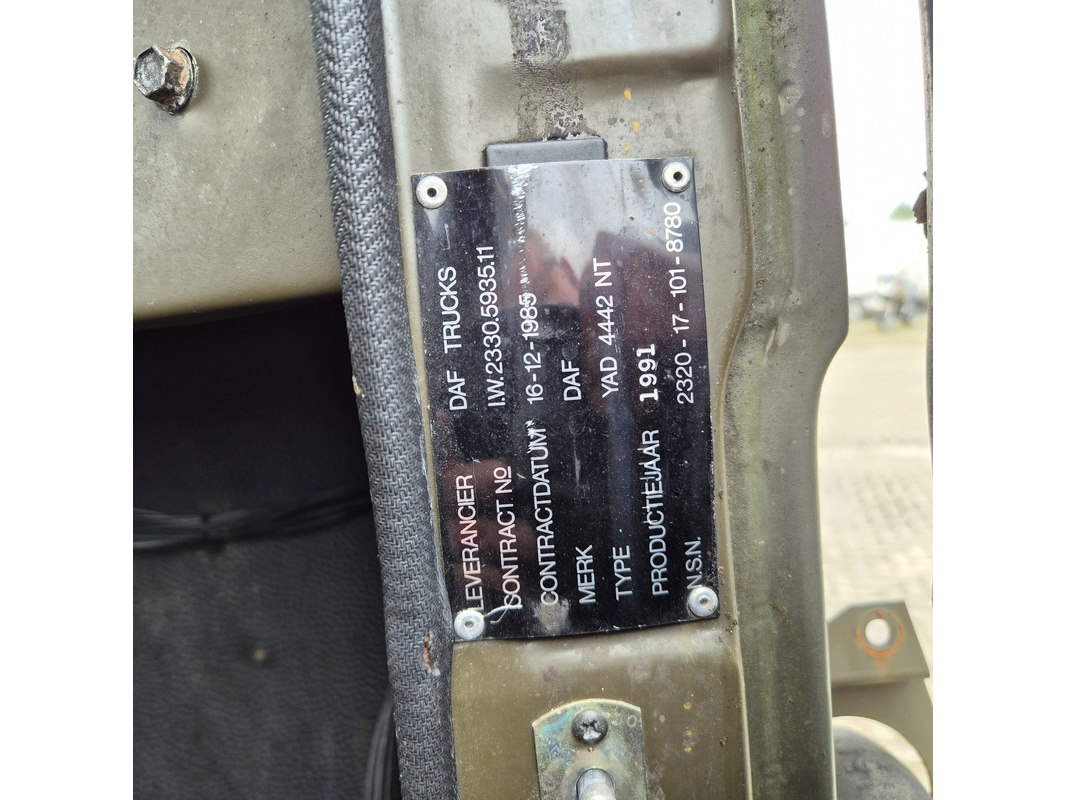 LEVERANCIER DAF TRUCKS
CONTRACT No I.W.2330.5935.11
CONTRACTDATUM 16-12-1985
MERK DAF
TYPE YAD 4442 NT
PRODUCTIEJAAR 1991
N.S.N. 2320-17-101-8780